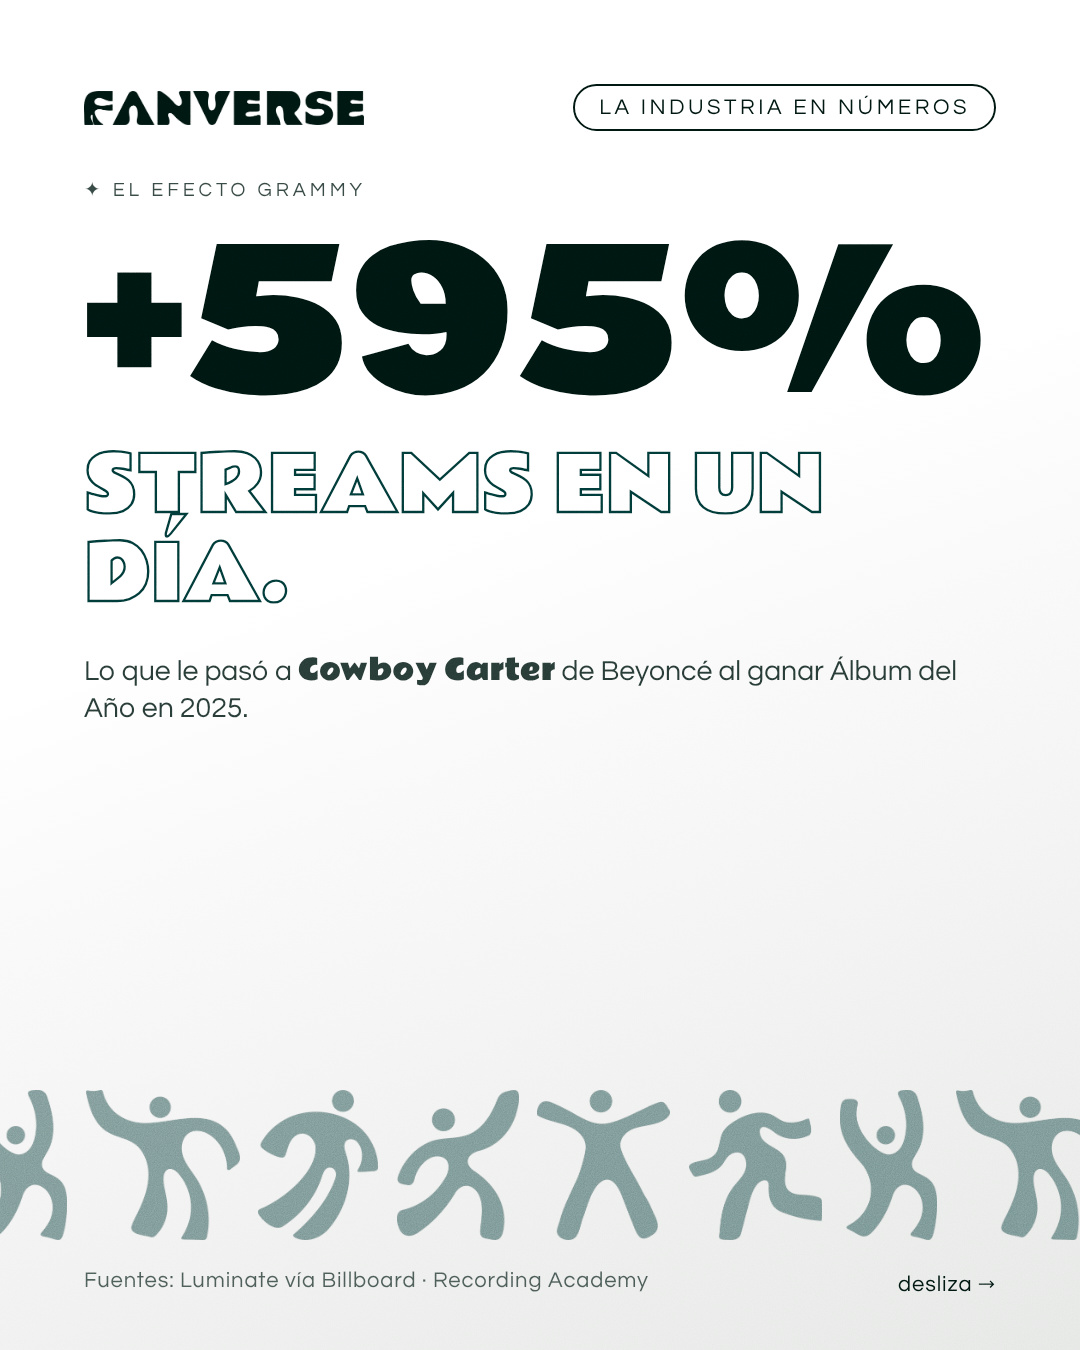 FANVERSE
LA INDUSTRIA EN NÚMEROS
✦ EL EFECTO GRAMMY
+595%
STREAMS EN UN
DÍA.
Lo que le pasó a Cowboy Carter de Beyoncé al ganar Álbum del
Año en 2025.
Fuentes: Luminate vía Billboard · Recording Academy
desliza →